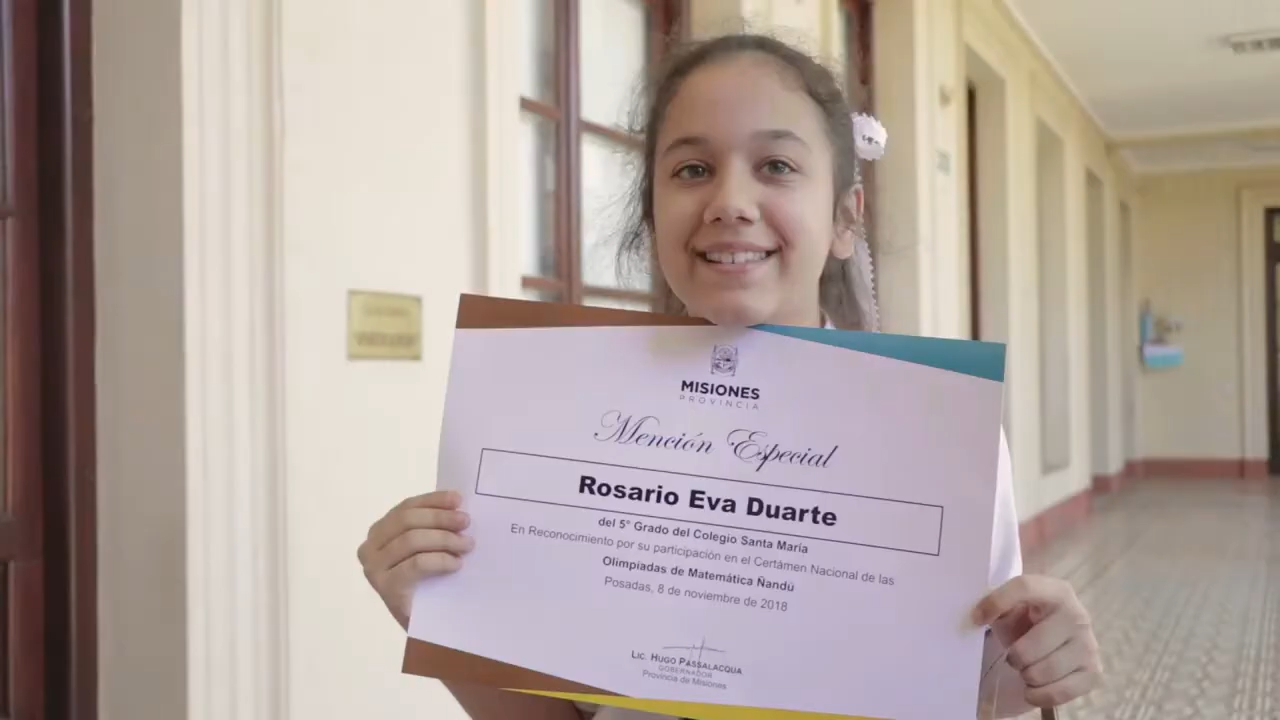 MISIONES
PROVINCIA
Mención Especial
Rosario Eva Duarte
del 5° Grado del Colegio Santa María
En Reconocimiento por su participación en el Certámen Nacional de las
Olimpíadas de Matemática Ñandú
Posadas, 8 de noviembre de 2018
LIC. HUGO PASSALACQUA
GOBERNADOR
Provincia de Misiones